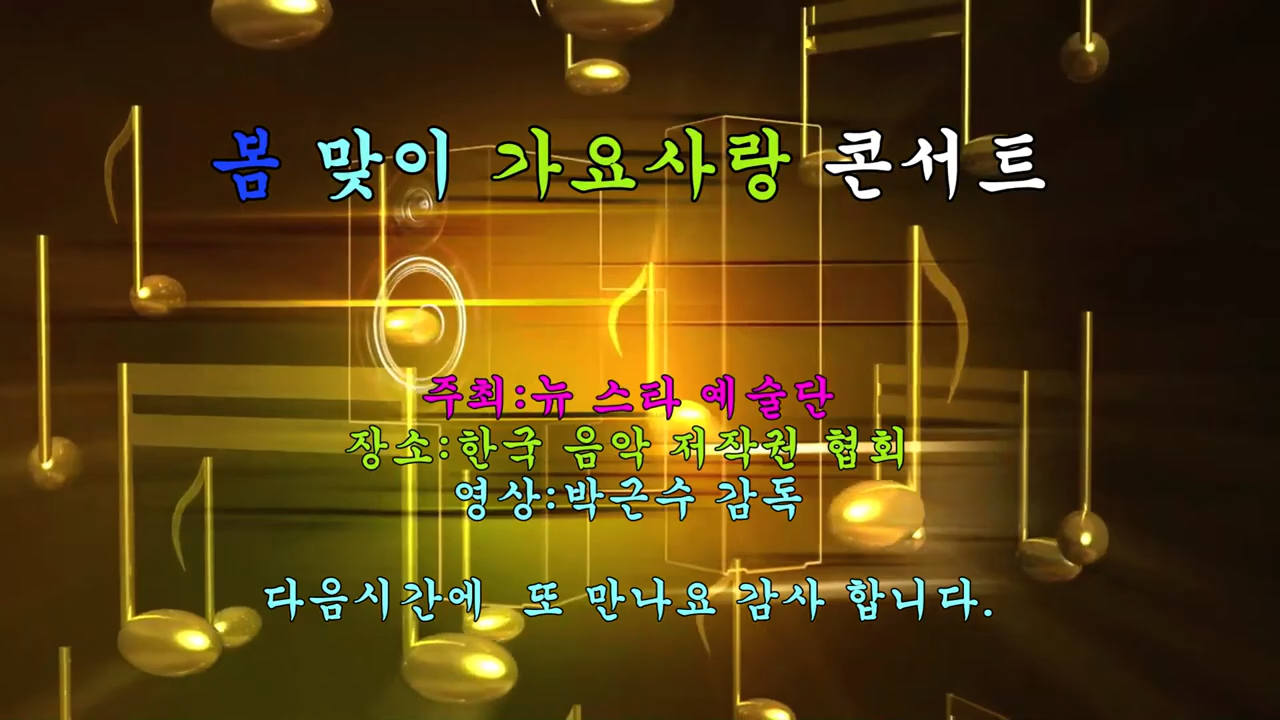 봄 맞이 가요사랑 콘서트
주최:뉴 스타 예술단
장소:한국 음악 저작권 협회
영상:박근수 감독
다음시간에 또 만나요 감사 합니다.